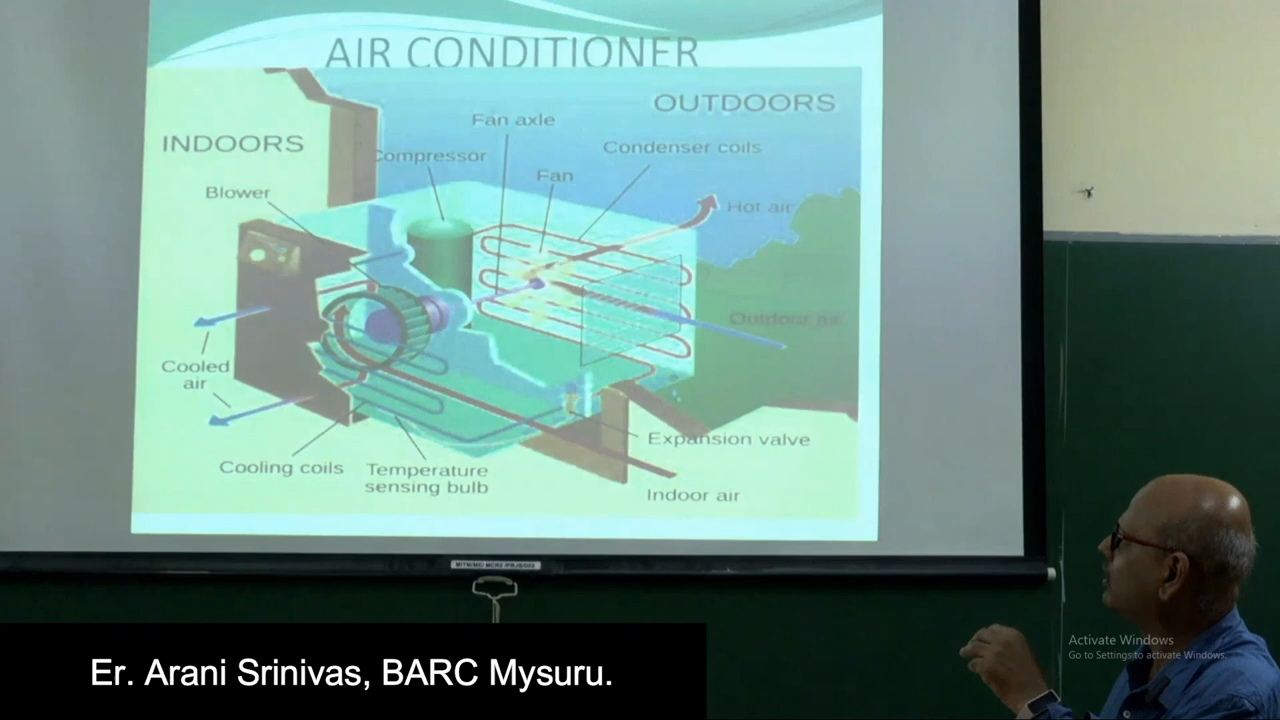 AIR CONDITIONER
OUTDOORS
Fan axle
INDOORS
Compressor
Condenser coils
Fan
Blower
Hot air
Outdoor air
Cooled
air
Expansion valve
Cooling coils
Temperature
sensing bulb
Indoor air
Er. Arani Srinivas, BARC Mysuru.
Activate Windows
Go to Settings to activate Windows.